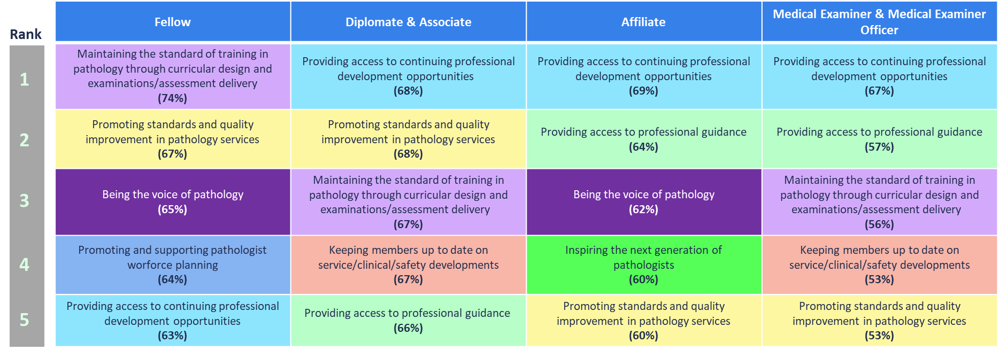 Rank
Fellow
Diplomate & Associate
Affiliate
Medical Examiner & Medical Examiner
Officer
1
Maintaining the standard of training in
pathology through curricular design and
examinations/assessment delivery
(74%)
Providing access to continuing professional
development opportunities
(68%)
Providing access to continuing professional
development opportunities
(69%)
Providing access to continuing professional
development opportunities
(67%)
2
Promoting standards and quality
improvement in pathology services
(67%)
Promoting standards and quality
improvement in pathology services
(68%)
Providing access to professional guidance
(64%)
Providing access to professional guidance
(57%)
3
Being the voice of pathology
(65%)
Maintaining the standard of training in
pathology through curricular design and
examinations/assessment delivery
(67%)
Being the voice of pathology
(62%)
Maintaining the standard of training in
pathology through curricular design and
examinations/assessment delivery
(56%)
4
Promoting and supporting pathologist
worforce planning
(64%)
Keeping members up to date on
service/clinical/safety developments
(67%)
Inspiring the next generation of
pathologists
(60%)
Keeping members up to date on
service/clinical/safety developments
(53%)
5
Providing access to continuing professional
development opportunities
(63%)
Providing access to professional guidance
(66%)
Promoting standards and quality
improvement in pathology services
(60%)
Promoting standards and quality
improvement in pathology services
(53%)